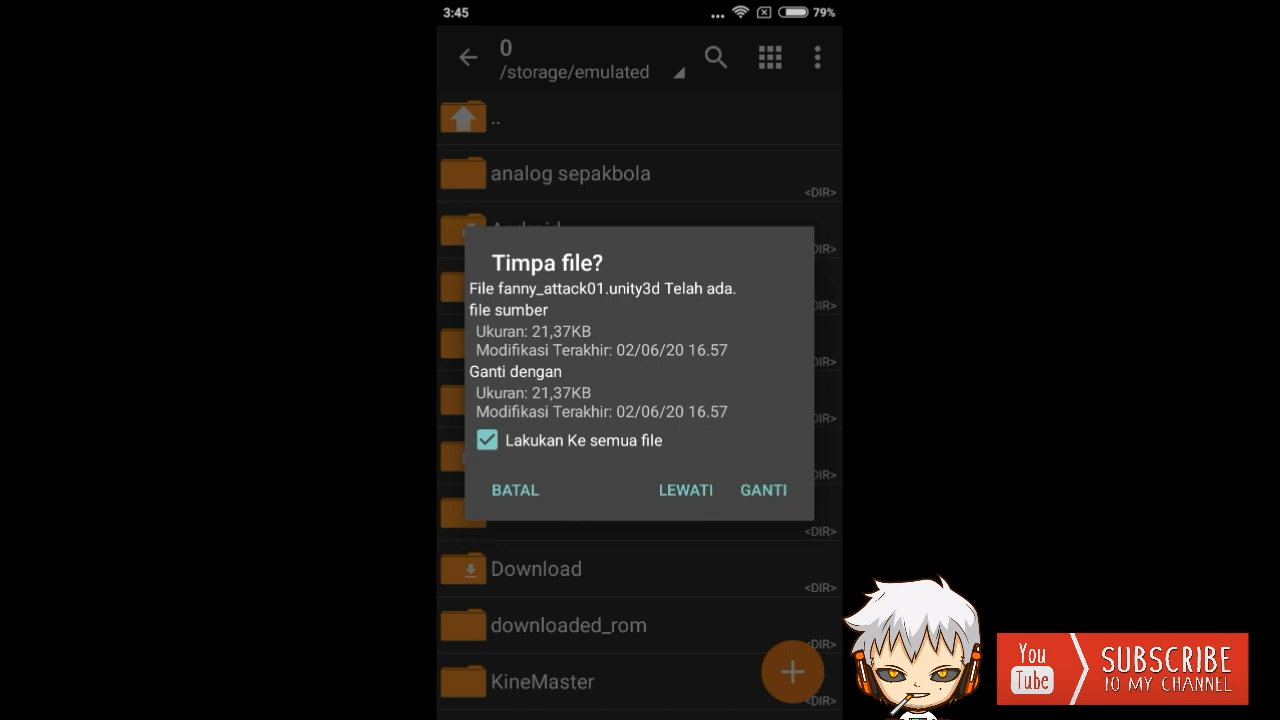 3:45
79%
0
/storage/emulated
..
analog sepakbola
<DIR>
Android
DIR>
Timpa file?
File fanny_attack01.unity3d Telah ada.
file sumber
Ukuran: 21,37KB
DIR>
Modifikasi Terakhir: 02/06/20 16.57
DIR>
Ganti dengan
Ukuran: 21,37KB
Modifikasi Terakhir: 02/06/20 16.57
DIR>
Lakukan Ke semua file
DIR>
BATAL LEWATI GANTI
<DIR>
Download
<DIR>
downloaded_rom
DIR>
KineMaster
<DIR>
You
Tube
SUBSCRIBE
TO MY CHANNEL